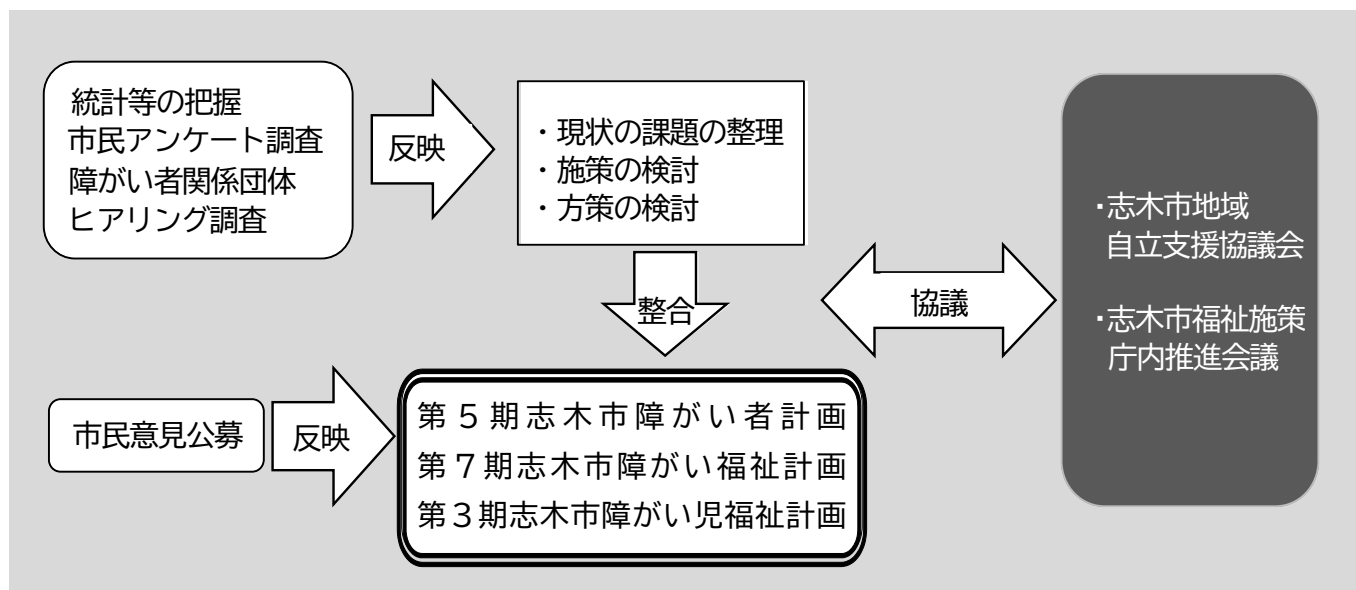 統計等の把握
市民アンケート調査
障がい者関係団体
ヒアリング調査
反映
・現状の課題の整理
・施策の検討
・方策の検討
整合
協議
・志木市地域
自立支援協議会
・志木市福祉施策
庁内推進会議
市民意見公募
反映
第5期志木市障がい者計画
第7期志木市障がい福祉計画
第3期志木市障がい児福祉計画